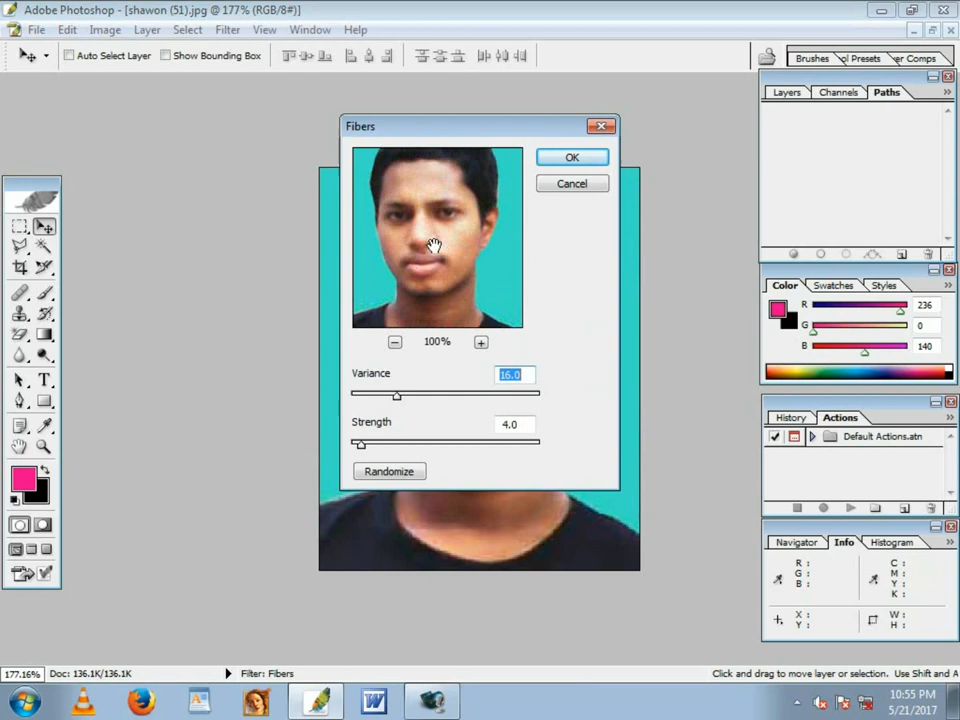 Adobe Photoshop - [shawon (51).jpg @ 177% (RGB/8#)]
File Edit Image Layer Select Filter View Window Help
Auto Select Layer Show Bounding Box
Brushes ol Presets er Comps
Layers Channels Paths
Fibers
OK
Cancel
100%
Variance 16.0
Strength 4.0
Randomize
Color Swatches Styles
R 236
G 0
B 140
History Actions
Default Actions.atn
Navigator Info Histogram
R : C :
G : M :
B : Y :
K :
X : W :
Y : H :
177.16% Doc: 136.1K/136.1K Filter: Fibers Click and drag to move layer or selection. Use Shift and A
10:55 PM
5/21/2017